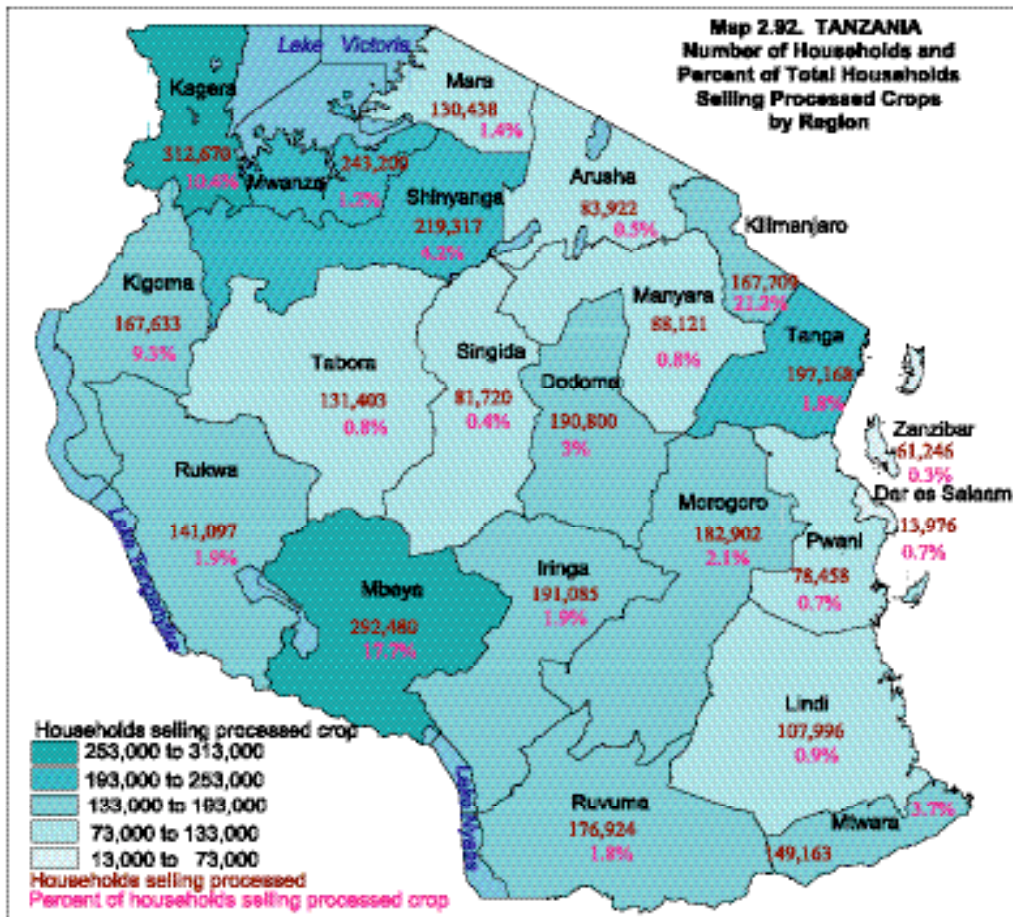 Map 2.92. TANZANIA
Number of Households and
Percent of Total Households
Selling Processed Crops
by Region
Lake Victoria
Kagera
312,670
10.4%
Mara
130,438
1.4%
Mwanza
243,209
1.2%
Shinyanga
219,317
4.2%
Arusha
83,922
0.5%
Kilimanjaro
167,709
21.2%
Kigoma
167,633
9.3%
Tabora
131,403
0.8%
Singida
81,720
0.4%
Dodoma
190,800
3%
Manyara
88,121
0.8%
Tanga
197,168
1.8%
Zanzibar
61,246
0.3%
Dar es Salaam
13,976
0.7%
Rukwa
141,097
1.9%
Lake Tanganyika
Mbeya
292,480
17.7%
Iringa
191,085
1.9%
Morogoro
182,902
2.1%
Pwani
78,458
0.7%
Lindi
107,996
0.9%
Lake Nyasa
Ruvuma
176,924
1.8%
Mtwara
3.7%
149,163
Households selling processed crop
253,000 to 313,000
193,000 to 253,000
133,000 to 193,000
73,000 to 133,000
13,000 to 73,000
Households selling processed
Percent of households selling processed crop